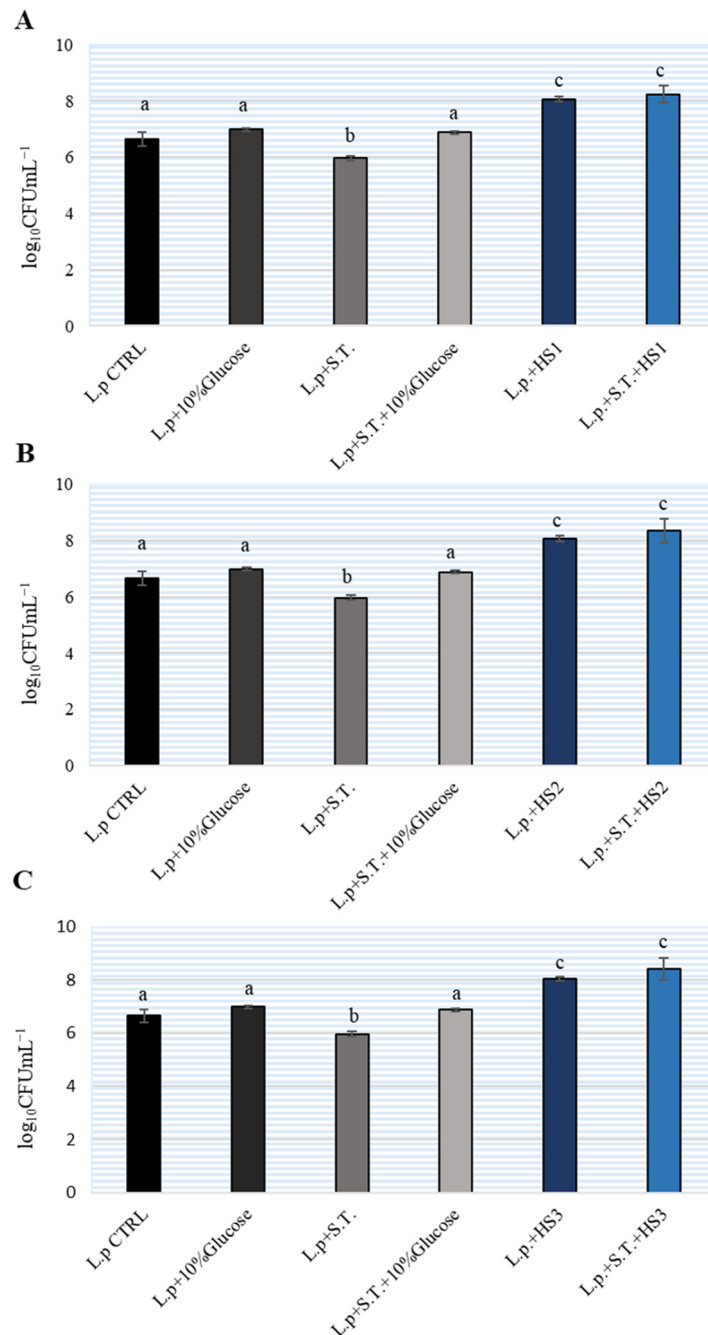 A
10
8
6
4
2
0
log₁₀CFUmL⁻¹
a
a
b
a
c
c
L.p CTRL
L.p+10%Glucose
L.p+S.T.
L.p+S.T.+10%Glucose
L.p.+HS1
L.p.+S.T.+HS1
B
10
8
6
4
2
0
log₁₀CFUmL⁻¹
a
a
b
a
c
c
L.p CTRL
L.p+10%Glucose
L.p+S.T.
L.p+S.T.+10%Glucose
L.p.+HS2
L.p.+S.T.+HS2
C
10
8
6
4
2
0
log₁₀CFUmL⁻¹
a
a
b
a
c
c
L.p CTRL
L.p+10%Glucose
L.p+S.T.
L.p+S.T.+10%Glucose
L.p.+HS3
L.p.+S.T.+HS3